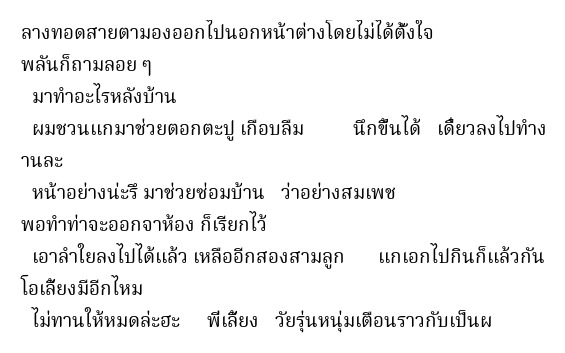 ลางทอดสายตามองออกไปนอกหน้าต่างโดยไม่ได้ตั้งใจ
พลันก็ถามลอย ๆ
มาทำอะไรหลังบ้าน
ผมชวนแกมาช่วยตอกตะปู เกือบลืม นึกขึ้นได้ เดี๋ยวลงไปทำง
านละ
หน้าอย่างน่ะรึ มาช่วยซ่อมบ้าน ว่าอย่างสมเพช
พอทำท่าจะออกจาห้อง ก็เรียกไว้
เอาลำใยลงไปได้แล้ว เหลืออีกสองสามลูก แกเอกไปกินก็แล้วกัน
โอเลี้ยงมีอีกไหม
ไม่ทานให้หมดล่ะฮะ พี่เลี้ยง วัยรุ่นหนุ่มเตือนราวกับเป็นผ